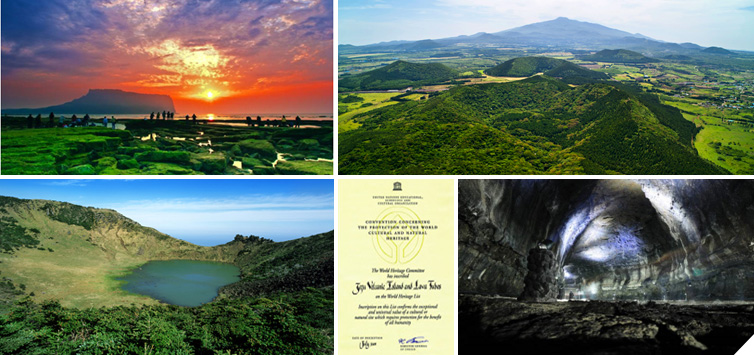 UNITED NATIONS EDUCATIONAL,
SCIENTIFIC AND
CULTURAL ORGANIZATION
CONVENTION CONCERNING
THE PROTECTION OF THE WORLD
CULTURAL AND NATURAL
HERITAGE
The World Heritage Committee
has inscribed
Jeju Volcanic Island and Lava Tubes
on the World Heritage List
Inscription on this List confirms the exceptional
and universal value of a cultural or
natural site which requires protection for the benefit
of all humanity
DATE OF INSCRIPTION
DIRECTOR-GENERAL
OF UNESCO